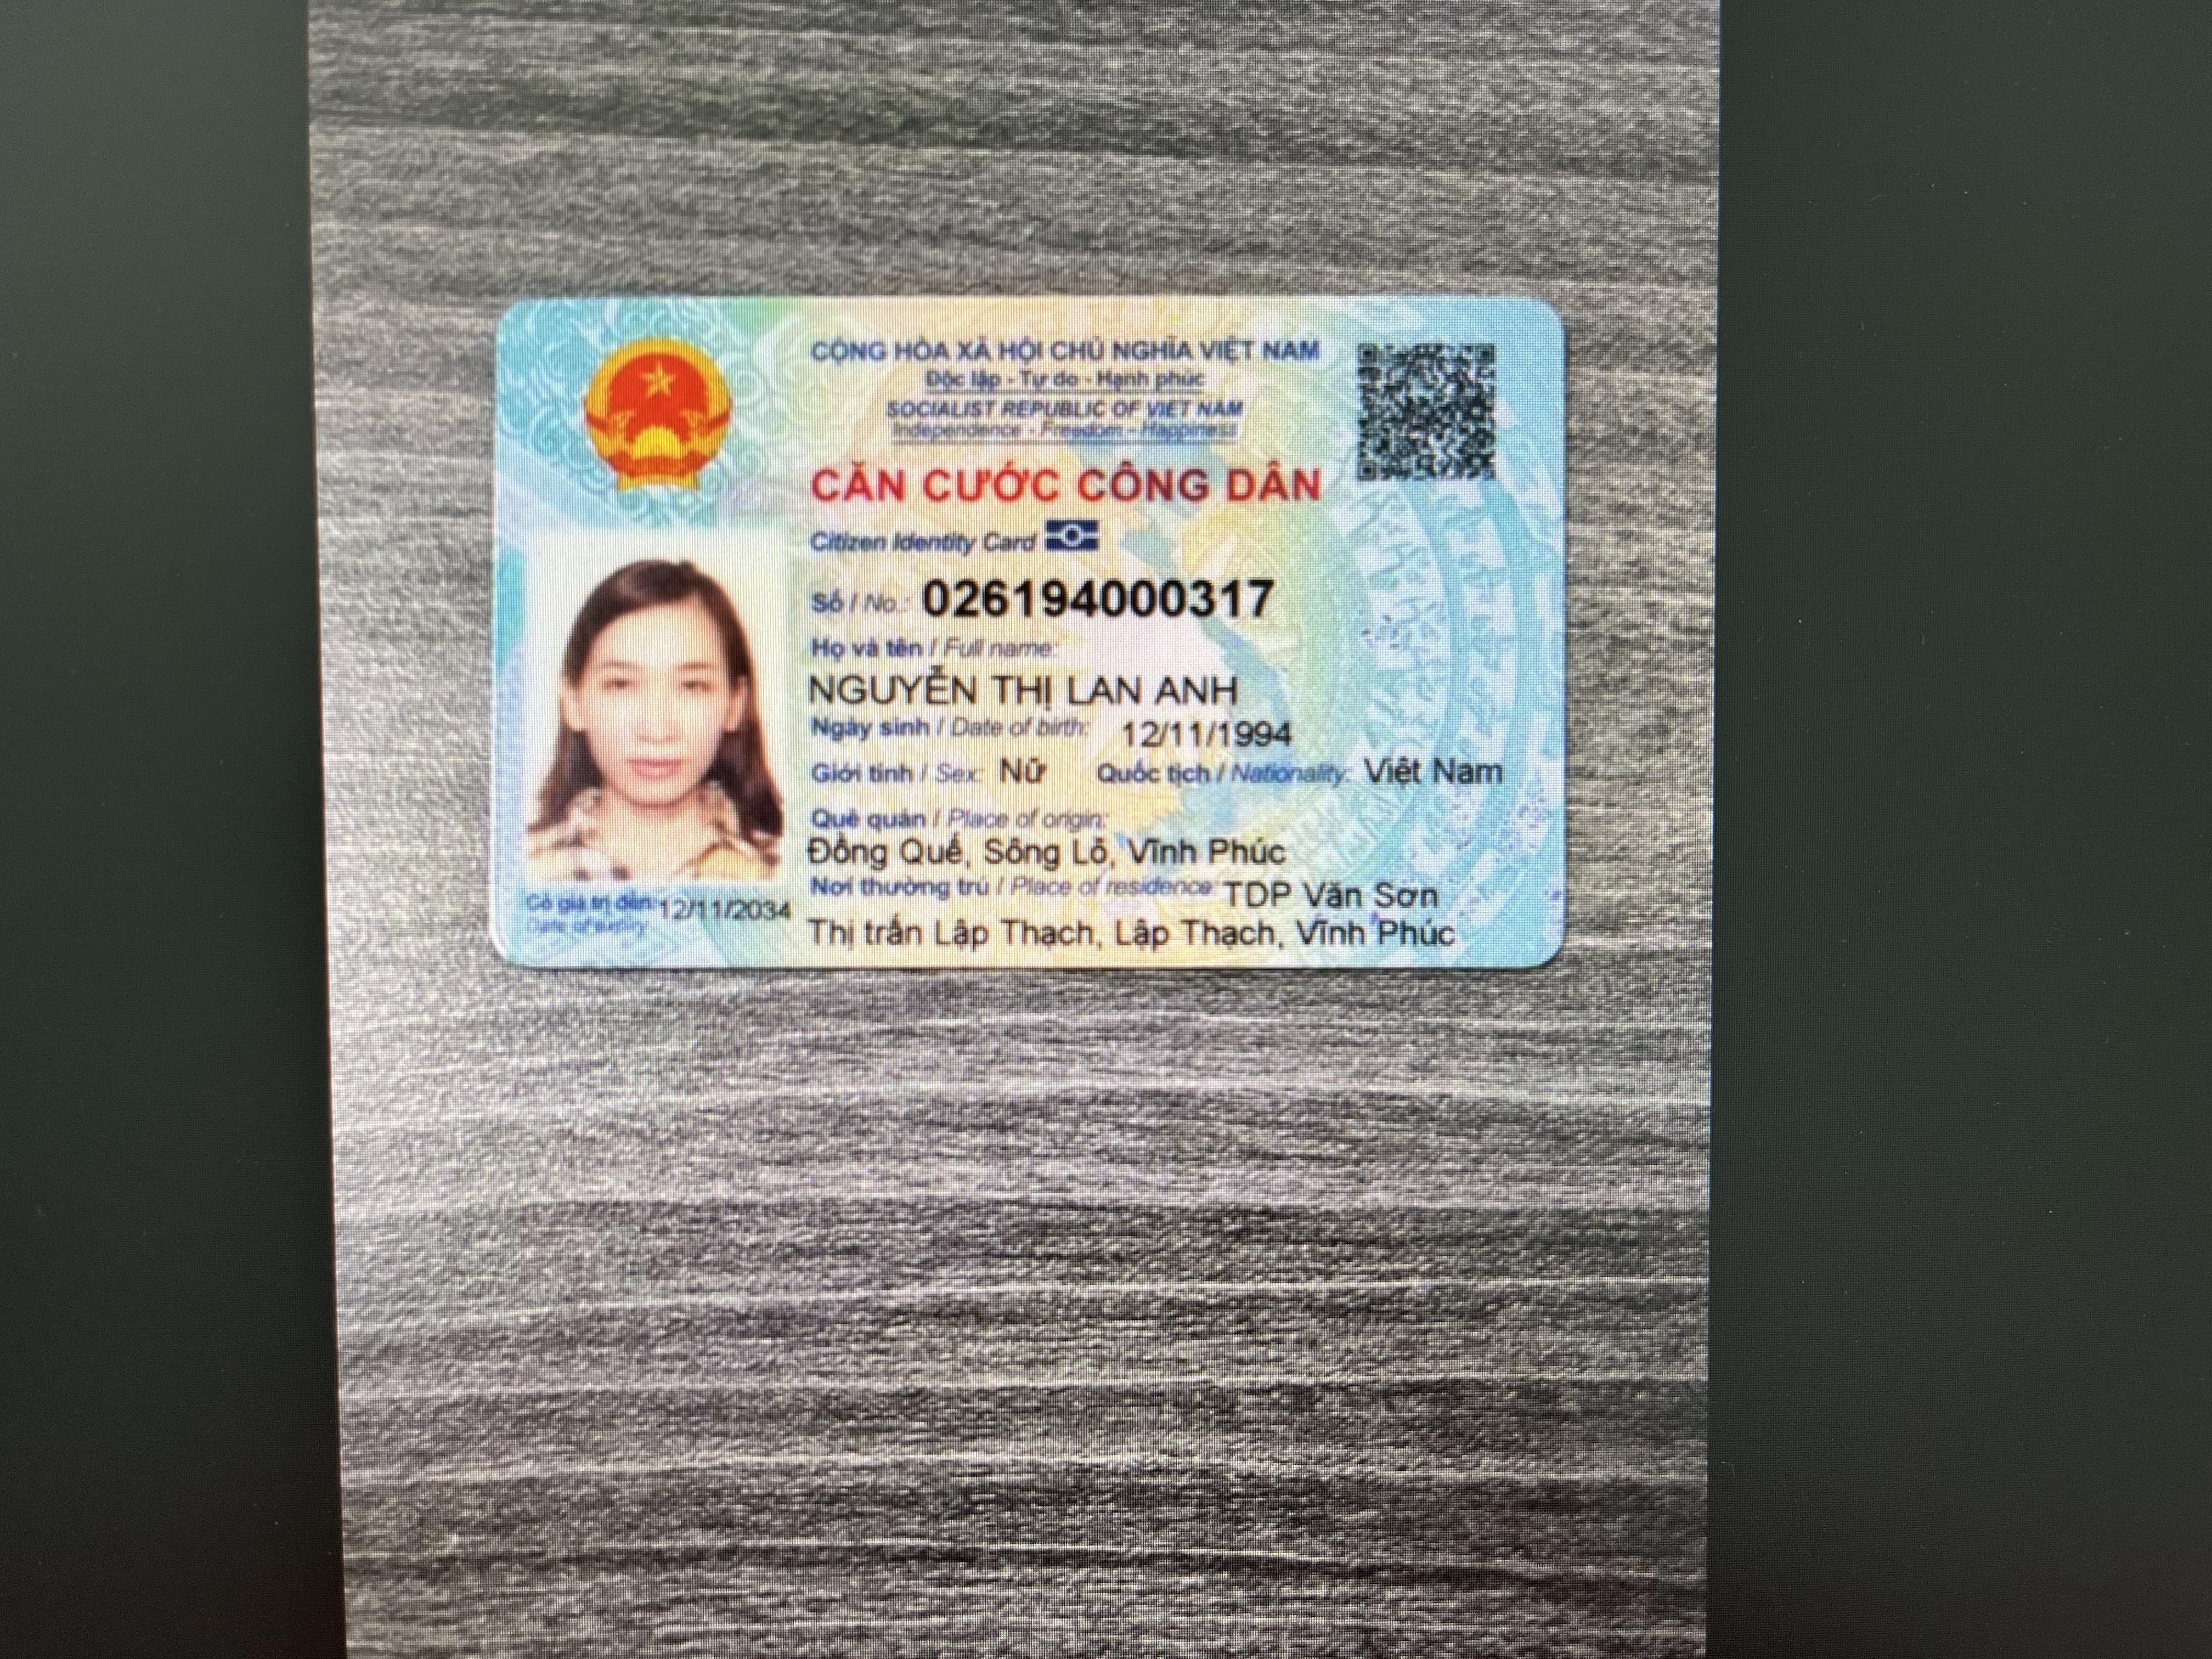 CỘNG HÒA XÃ HỘI CHỦ NGHĨA VIỆT NAM
Độc lập - Tự do - Hạnh phúc
SOCIALIST REPUBLIC OF VIET NAM
Independence - Freedom - Happiness
CĂN CƯỚC CÔNG DÂN
Citizen Identity Card
Số / No.: 026194000317
Họ và tên / Full name:
NGUYỄN THỊ LAN ANH
Ngày sinh / Date of birth: 12/11/1994
Giới tính / Sex: Nữ Quốc tịch / Nationality: Việt Nam
Quê quán / Place of origin:
Đồng Quế, Sông Lô, Vĩnh Phúc
Nơi thường trú / Place of residence: TDP Văn Sơn
Thị trấn Lập Thạch, Lập Thạch, Vĩnh Phúc
Có giá trị đến: 12/11/2034
Date of expiry